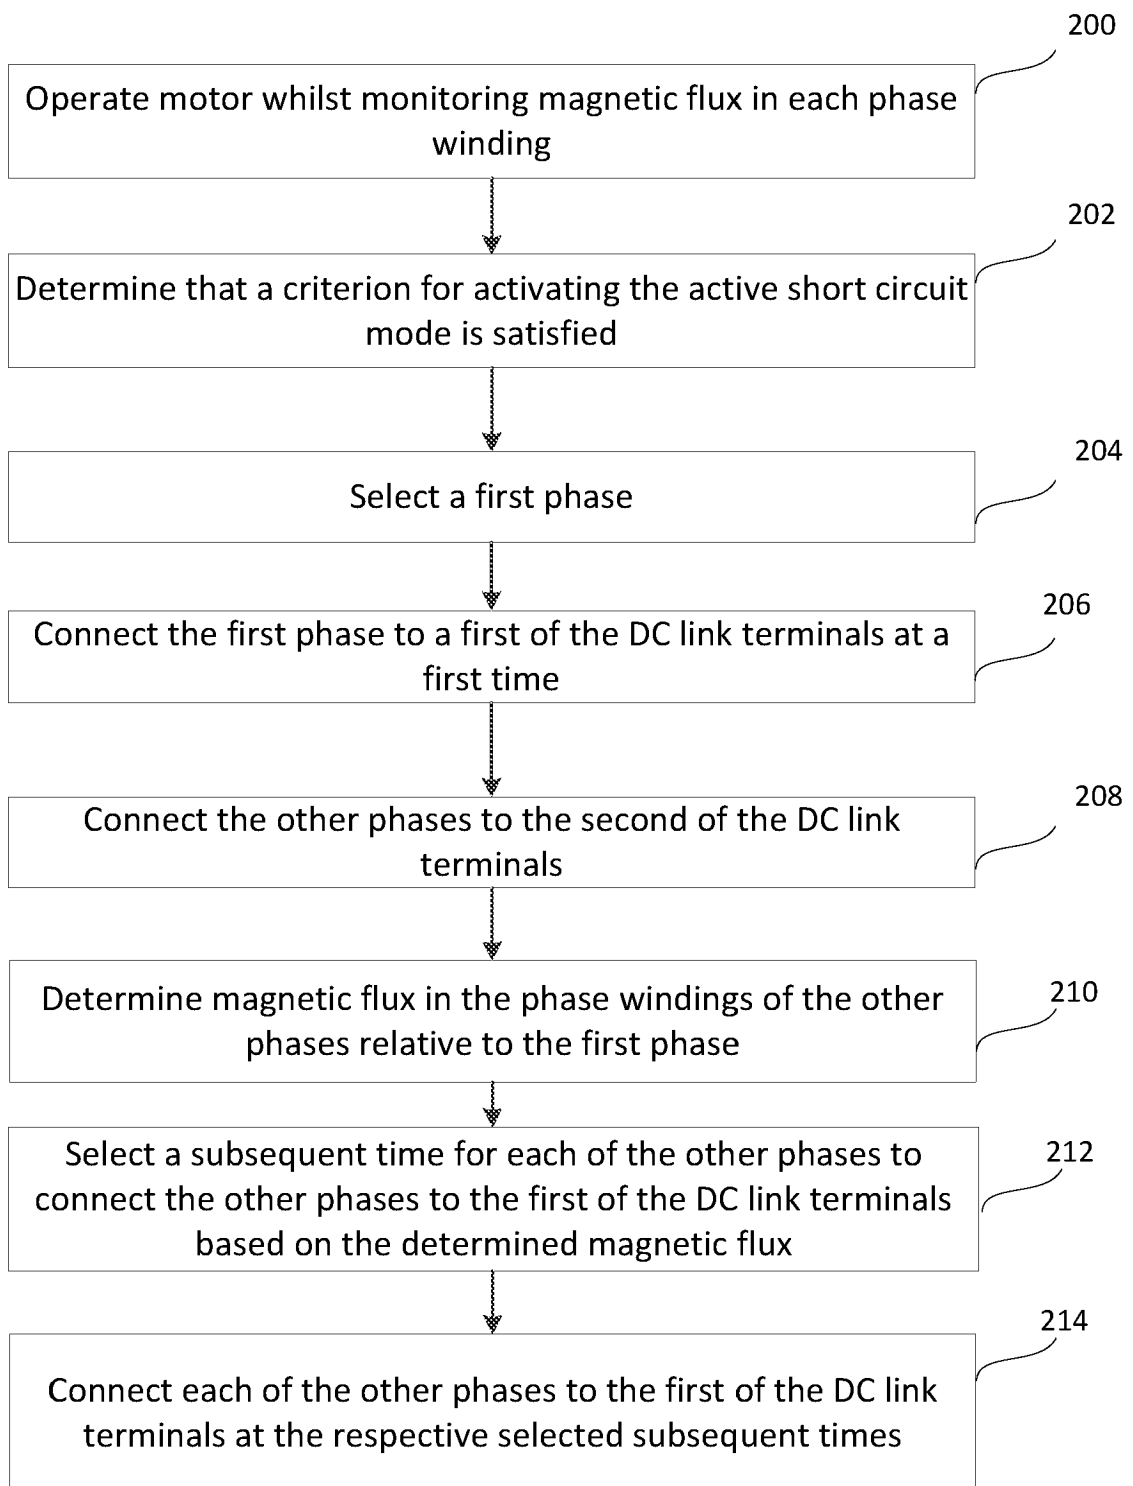 200
Operate motor whilst monitoring magnetic flux in each phase
winding
202
Determine that a criterion for activating the active short circuit
mode is satisfied
204
Select a first phase
206
Connect the first phase to a first of the DC link terminals at a
first time
208
Connect the other phases to the second of the DC link
terminals
210
Determine magnetic flux in the phase windings of the other
phases relative to the first phase
212
Select a subsequent time for each of the other phases to
connect the other phases to the first of the DC link terminals
based on the determined magnetic flux
214
Connect each of the other phases to the first of the DC link
terminals at the respective selected subsequent times